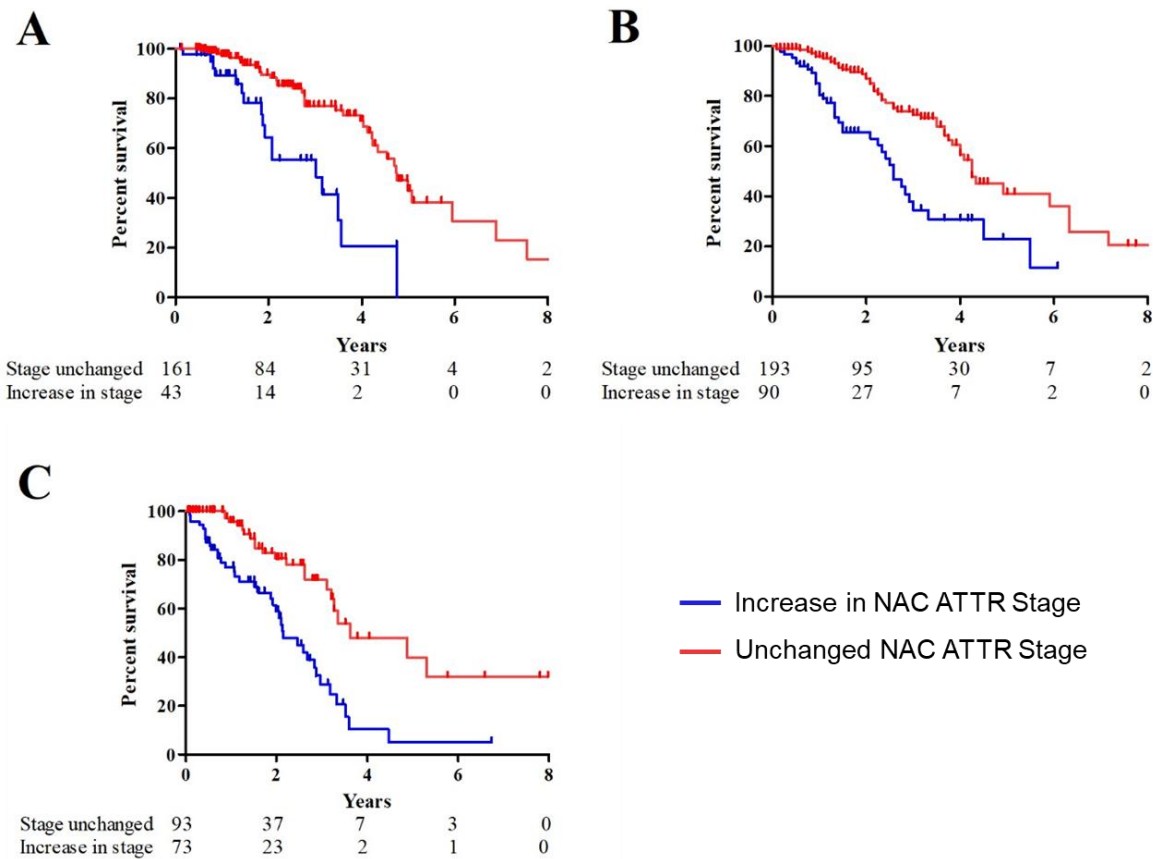 A
Percent survival
100
80
60
40
20
0
0 2 4 6 8
Years
Stage unchanged 161 84 31 4 2
Increase in stage 43 14 2 0 0
B
Percent survival
100
80
60
40
20
0
0 2 4 6 8
Years
Stage unchanged 193 95 30 7 2
Increase in stage 90 27 7 2 0
C
Percent survival
100
80
60
40
20
0
0 2 4 6 8
Years
Stage unchanged 93 37 7 3 0
Increase in stage 73 23 2 1 0
Increase in NAC ATTR Stage
Unchanged NAC ATTR Stage